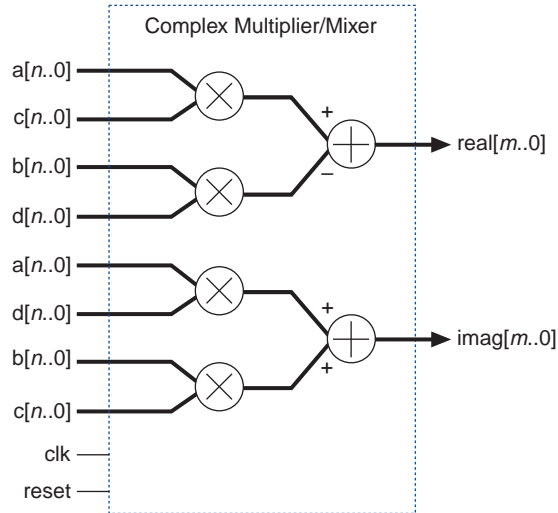 Complex Multiplier/Mixer
a[n..0]
c[n..0]
+
real[m..0]
b[n..0]
−
d[n..0]
a[n..0]
d[n..0]
+
imag[m..0]
b[n..0]
+
c[n..0]
clk
reset